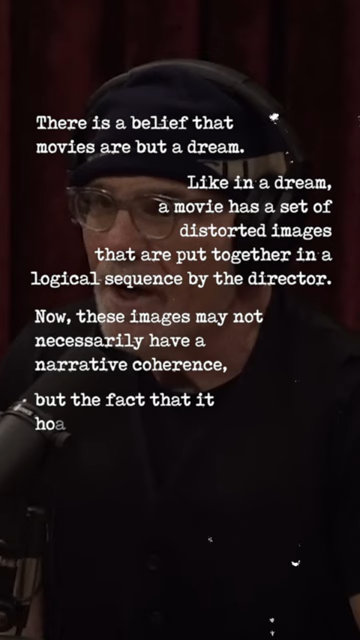 There is a belief that
movies are but a dream.
Like in a dream,
a movie has a set of
distorted images
that are put together in a
logical sequence by the director.
Now, these images may not
necessarily have a
narrative coherence,
but the fact that it
hoa